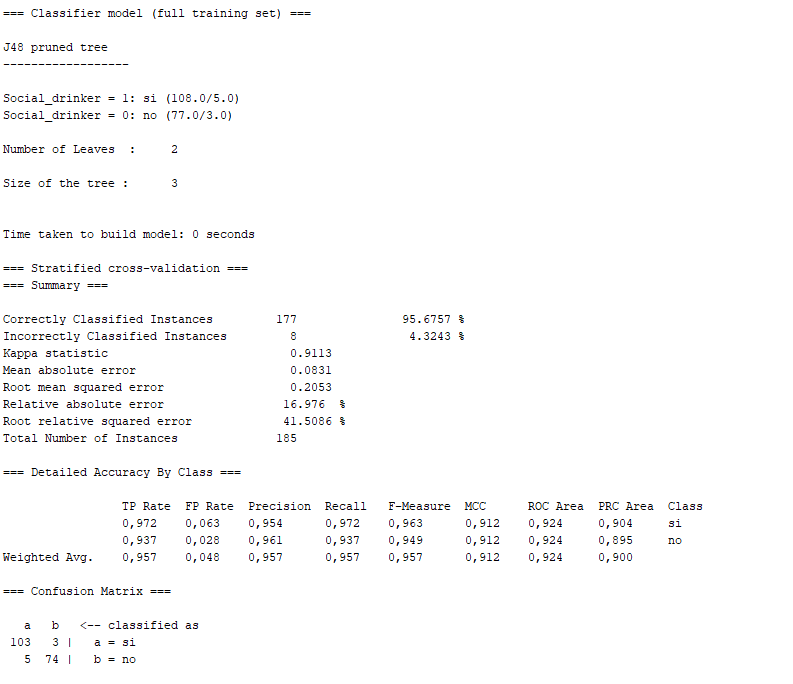 === Classifier model (full training set) ===
J48 pruned tree
------------------
Social_drinker = 1: si (108.0/5.0)
Social_drinker = 0: no (77.0/3.0)
Number of Leaves  :     2
Size of the tree :      3
Time taken to build model: 0 seconds
=== Stratified cross-validation ===
=== Summary ===
Correctly Classified Instances         177               95.6757 %
Incorrectly Classified Instances         8                4.3243 %
Kappa statistic                          0.9113
Mean absolute error                      0.0831
Root mean squared error                  0.2053
Relative absolute error                 16.976  %
Root relative squared error             41.5086 %
Total Number of Instances              185
=== Detailed Accuracy By Class ===
                 TP Rate  FP Rate  Precision  Recall   F-Measure  MCC      ROC Area  PRC Area  Class
                 0,972    0,063    0,954      0,972    0,963      0,912    0,924     0,904     si
                 0,937    0,028    0,961      0,937    0,949      0,912    0,924     0,895     no
Weighted Avg.    0,957    0,048    0,957      0,957    0,957      0,912    0,924     0,900
=== Confusion Matrix ===
   a   b   <-- classified as
 103   3 |   a = si
   5  74 |   b = no